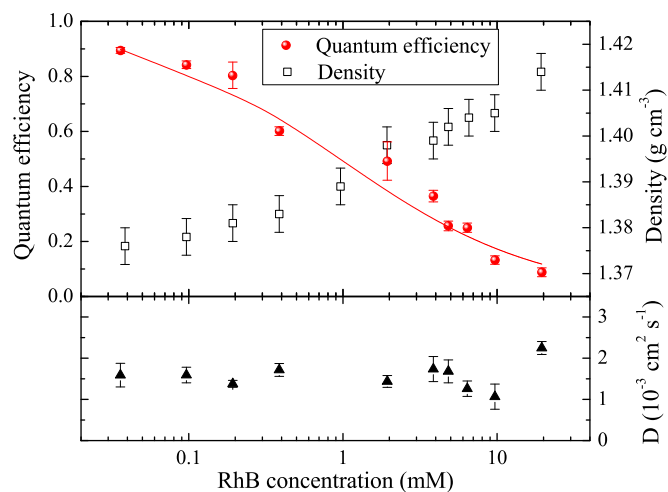 Quantum efficiency
Density
1.0
0.8
0.6
0.4
0.2
0.0
Quantum efficiency
1.42
1.41
1.40
1.39
1.38
1.37
Density (g cm⁻³)
3
2
1
0
D (10⁻³ cm² s⁻¹)
0.1 1 10
RhB concentration (mM)